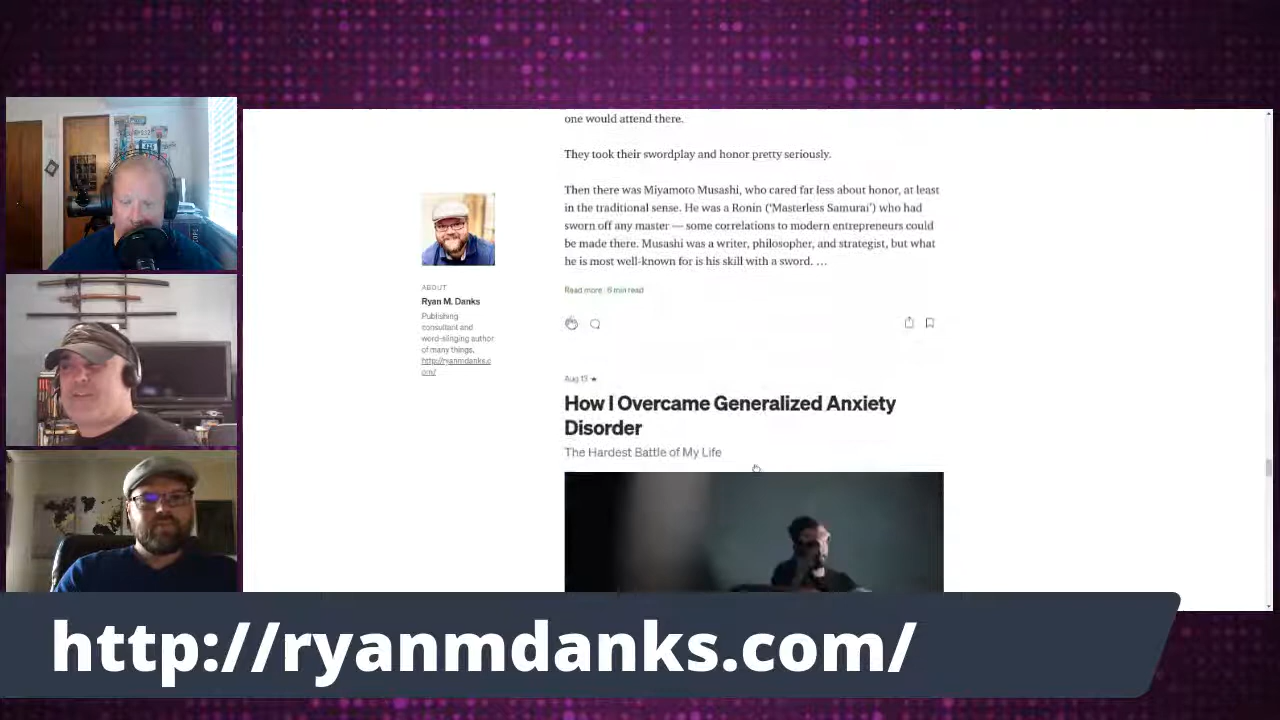 one would attend there.
They took their swordplay and honor pretty seriously.
Then there was Miyamoto Musashi, who cared far less about honor, at least
in the traditional sense. He was a Ronin (‘Masterless Samurai’) who had
sworn off any master — some correlations to modern entrepreneurs could
be made there. Musashi was a writer, philosopher, and strategist, but what
he is most well-known for is his skill with a sword. …
Read more · 6 min read
ABOUT
Ryan M. Danks
Publishing
consultant and
word-slinging author
of many things.
http://ryanmdanks.c
om/
Aug 13 ★
How I Overcame Generalized Anxiety
Disorder
The Hardest Battle of My Life
http://ryanmdanks.com/